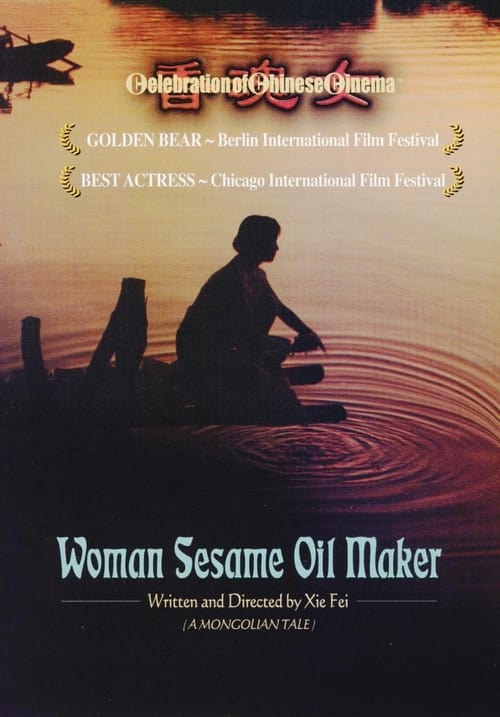 香魂女
Celebration of Chinese Cinema™
GOLDEN BEAR ~ Berlin International Film Festival
BEST ACTRESS ~ Chicago International Film Festival
Woman Sesame Oil Maker
Written and Directed by Xie Fei
(A MONGOLIAN TALE)